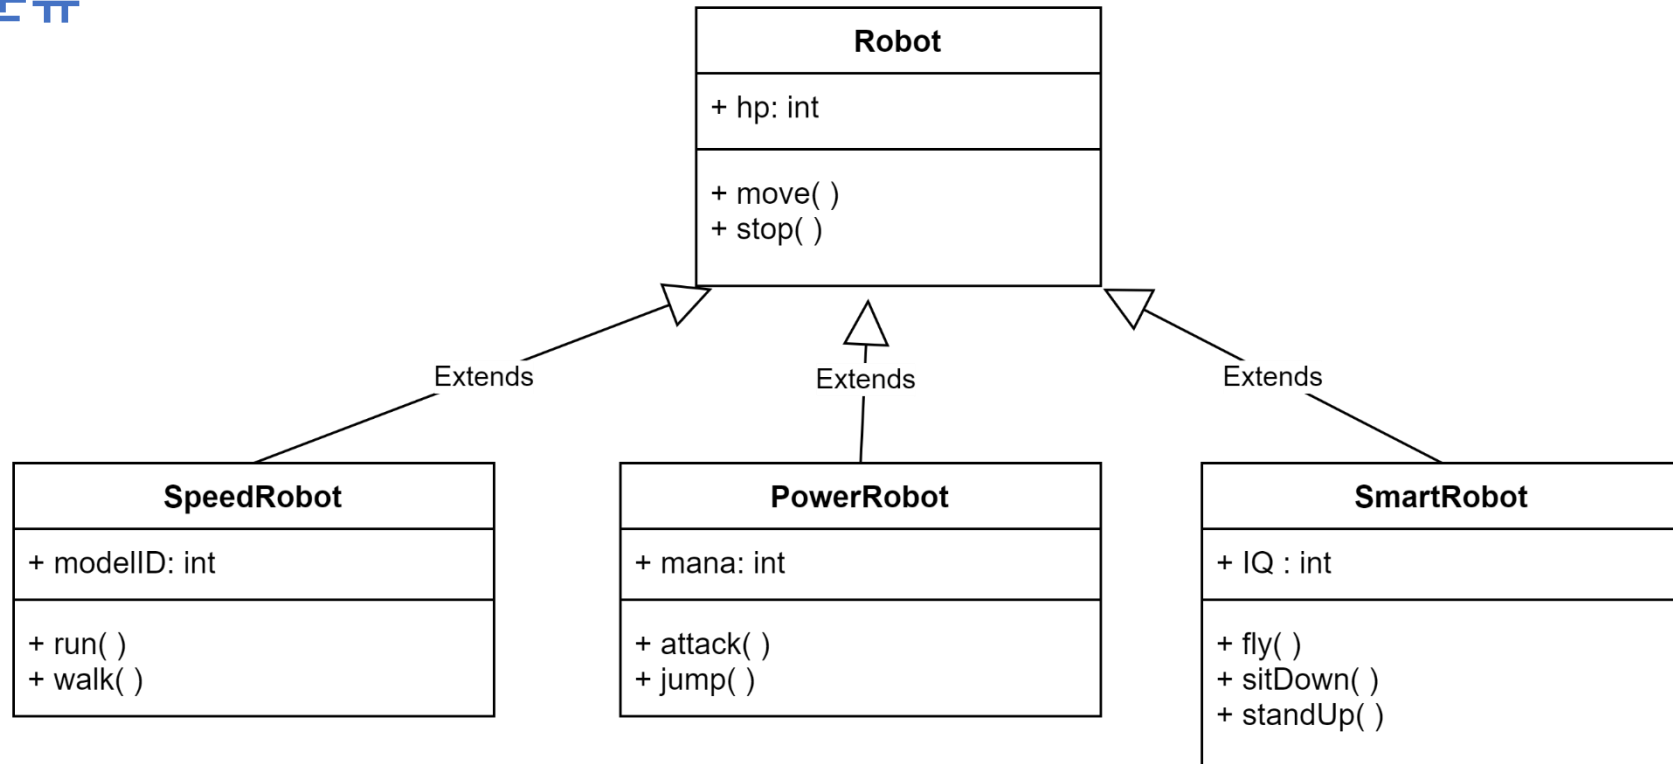 Robot
+ hp: int
+ move( )
+ stop( )
Extends
Extends
Extends
SpeedRobot
+ modelID: int
+ run( )
+ walk( )
PowerRobot
+ mana: int
+ attack( )
+ jump( )
SmartRobot
+ IQ : int
+ fly( )
+ sitDown( )
+ standUp( )